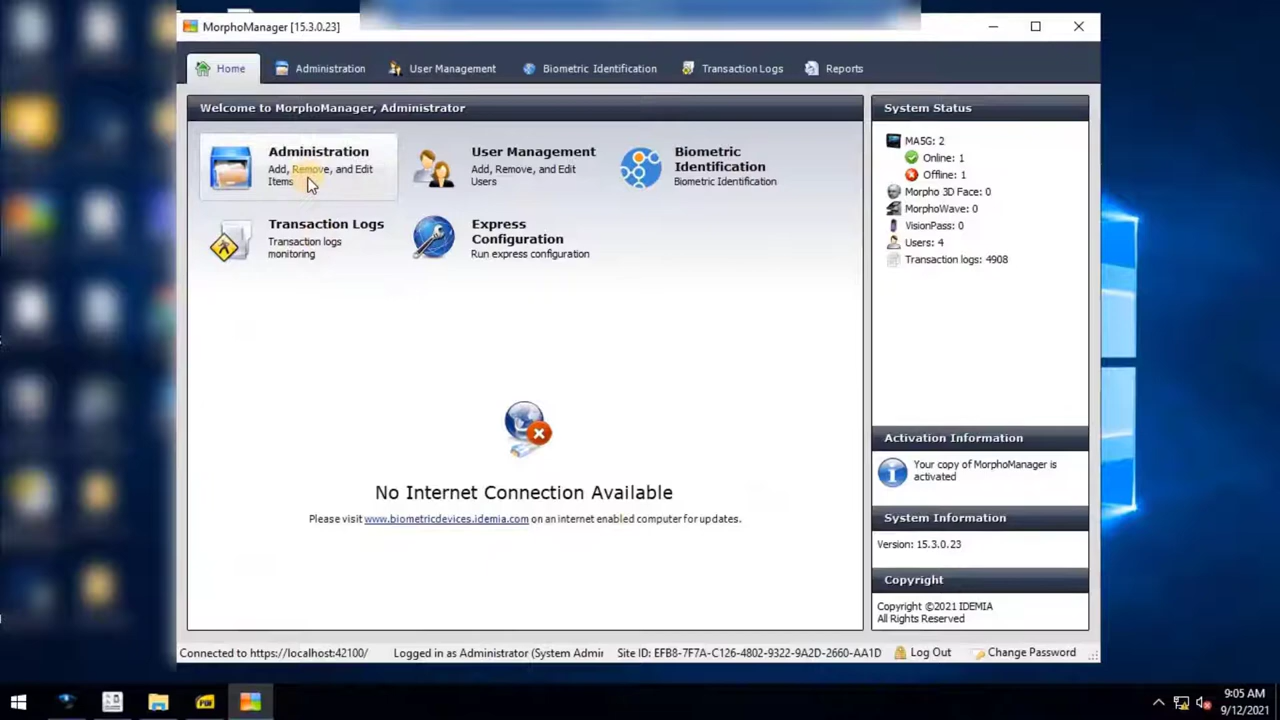 MorphoManager [15.3.0.23]
Home
Administration
User Management
Biometric Identification
Transaction Logs
Reports
Welcome to MorphoManager, Administrator
Administration
Add, Remove, and Edit
Items
User Management
Add, Remove, and Edit
Users
Biometric
Identification
Biometric Identification
Transaction Logs
Transaction logs
monitoring
Express
Configuration
Run express configuration
No Internet Connection Available
Please visit www.biometricdevices.idemia.com on an internet enabled computer for updates.
System Status
MA5G: 2
Online: 1
Offline: 1
Morpho 3D Face: 0
MorphoWave: 0
VisionPass: 0
Users: 4
Transaction logs: 4908
Activation Information
Your copy of MorphoManager is
activated
System Information
Version: 15.3.0.23
Copyright
Copyright ©2021 IDEMIA
All Rights Reserved
Connected to https://localhost:42100/
Logged in as Administrator (System Admir
Site ID: EFB8-7F7A-C126-4802-9322-9A2D-2660-AA1D
Log Out
Change Password
9:05 AM
9/12/2021